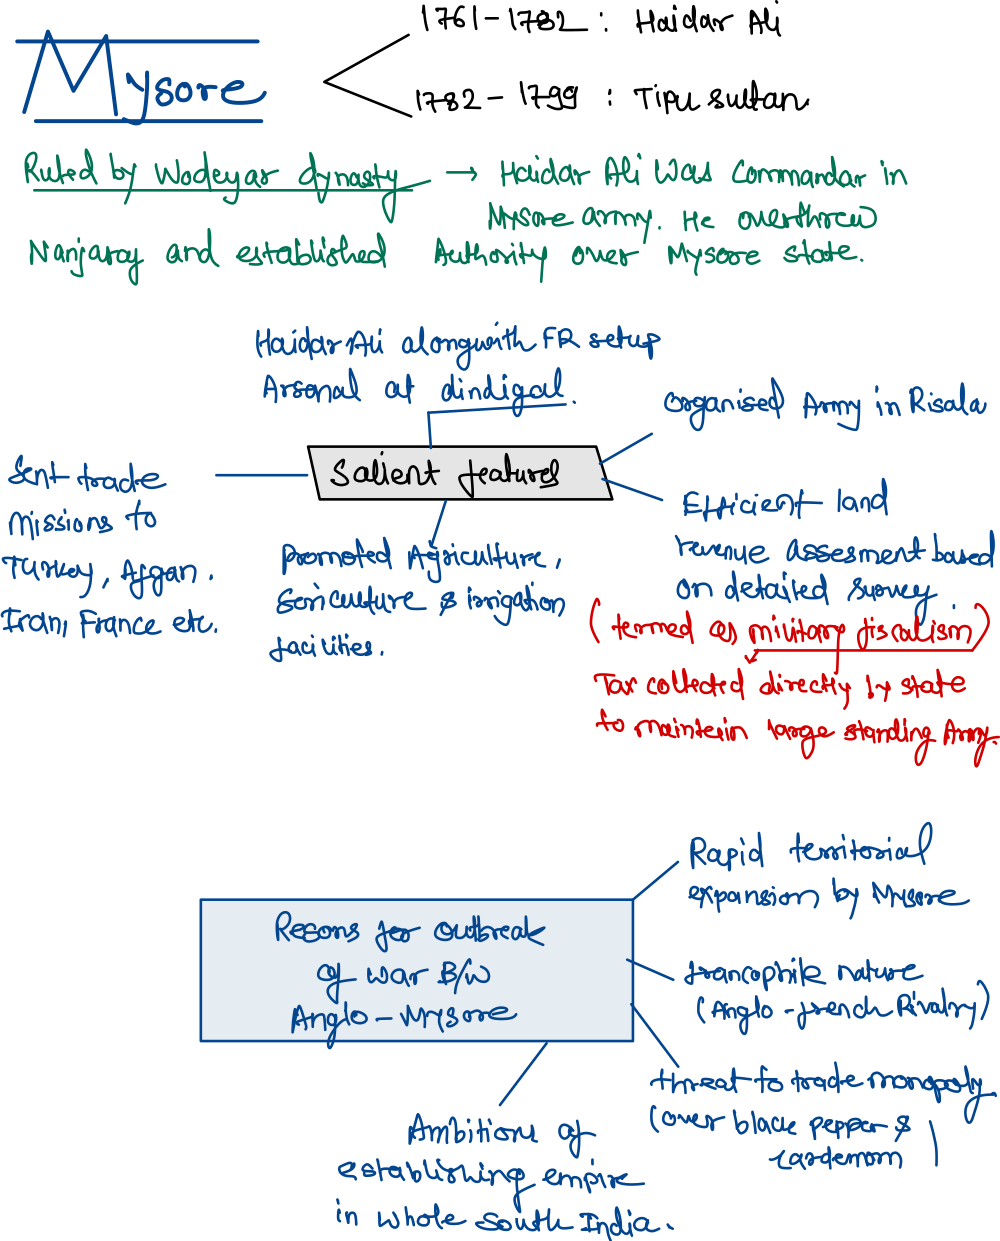 Mysore
1761-1782 : Haidar Ali
1782 - 1799 : Tipu sultan
Ruled by Wodeyar dynasty → Haidar Ali Was Commandar in
Mysore army. He overthrew
Nanjaray and established Authority over Mysore state.
Haidar Ali alongwith FR setup
Arsonal at dindigal.
Salient features
Organised Army in Risala
Efficient land
revenue assesment based
on detailed survey.
(termed as military fiscalism)
Tax collected directly by state
to maintein large standing Army.
Sent trade
missions to
Turkey, Afgan.
Iran, France etc.
promoted Agriculture,
Sericulture & irrigation
facilities.
Resons for outbreak
of war B/W
Anglo - Mysore
Rapid territorial
expansion by Mysore
francophile nature
(Anglo - french Rivalry)
threat to trade monopoly
(over black pepper &
cardemom)
Ambitions of
establishing empire
in whole South India.